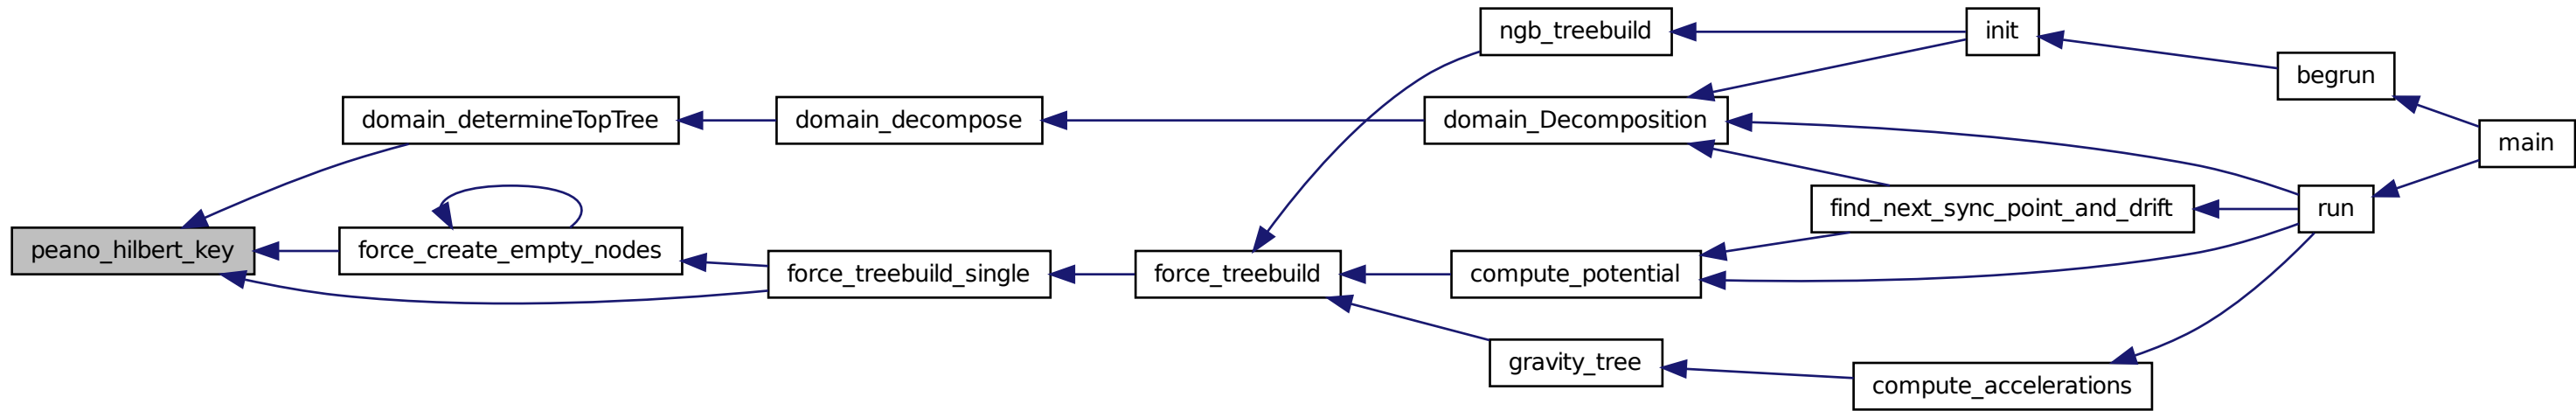 peano_hilbert_key
domain_determineTopTree
force_create_empty_nodes
domain_decompose
force_treebuild_single
force_treebuild
ngb_treebuild
domain_Decomposition
compute_potential
gravity_tree
init
find_next_sync_point_and_drift
compute_accelerations
begrun
run
main